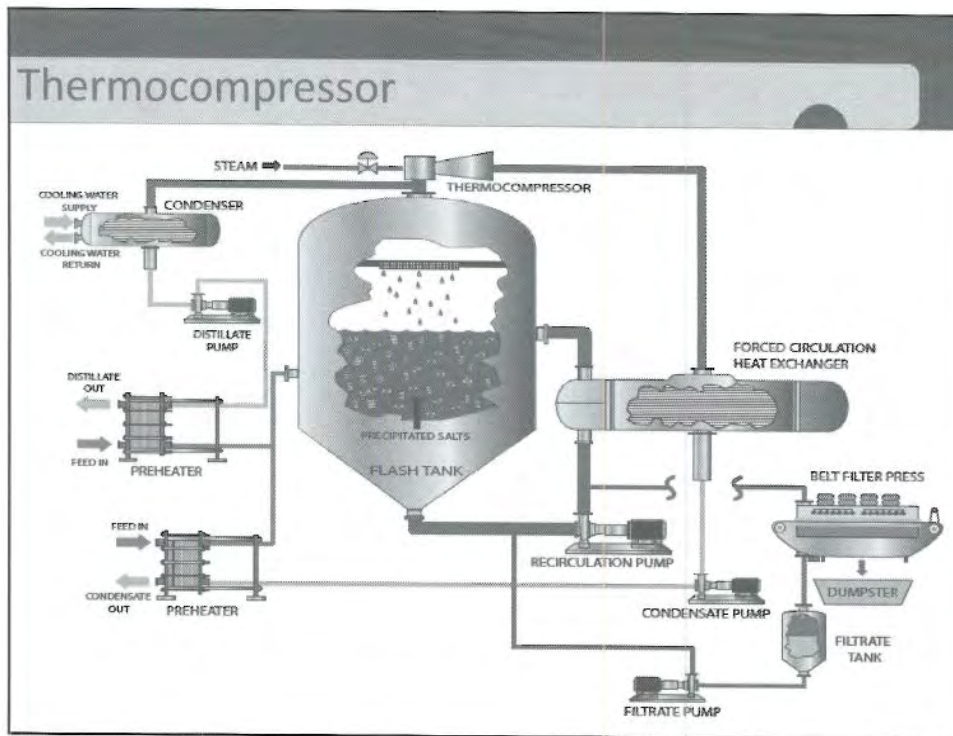 Thermocompressor
STEAM
THERMOCOMPRESSOR
COOLING WATER
SUPPLY
CONDENSER
COOLING WATER
RETURN
DISTILLATE
PUMP
FORCED CIRCULATION
HEAT EXCHANGER
DISTILLATE
OUT
FEED IN
PREHEATER
PRECIPITATED SALTS
FLASH TANK
BELT FILTER PRESS
FEED IN
CONDENSATE
OUT
PREHEATER
RECIRCULATION PUMP
CONDENSATE PUMP
DUMPSTER
FILTRATE
TANK
FILTRATE PUMP